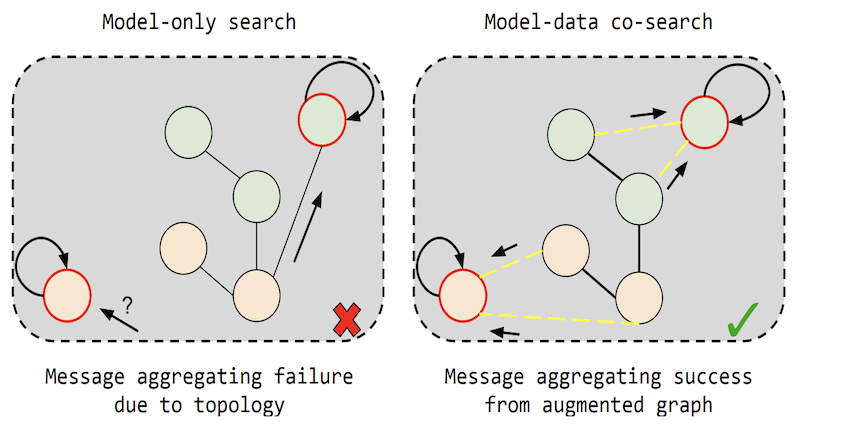 Model-only search
Model-data co-search
?
Message aggregating failure
due to topology
Message aggregating success
from augmented graph